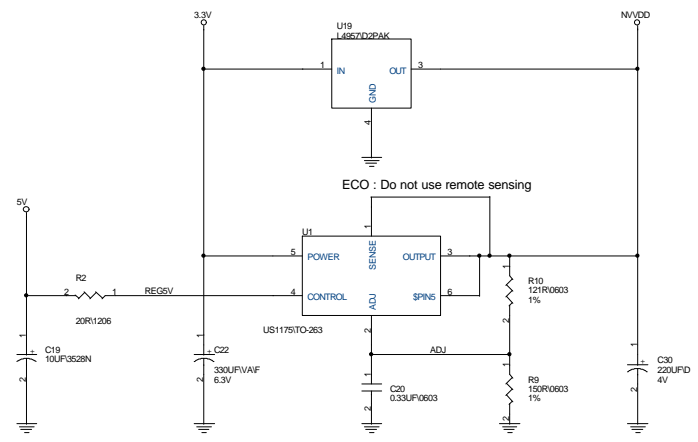 3.3V
NVVDD
U19
L4957\D2PAK
1
IN
OUT
3
GND
4
ECO : Do not use remote sensing
5V
U1
1
SENSE
5
POWER
OUTPUT
3
R2
2
1
REG5V
4
CONTROL
ADJ
$PIN5
6
20R\1206
US1175\TO-263
2
1
R10
121R\0603
1%
2
ADJ
1
C19
10UF\3528N
2
1
C22
330UF\VA\F
6.3V
2
1
C20
0.33UF\0603
2
1
R9
150R\0603
1%
2
1
C30
220UF\D
4V
2
+
+
+